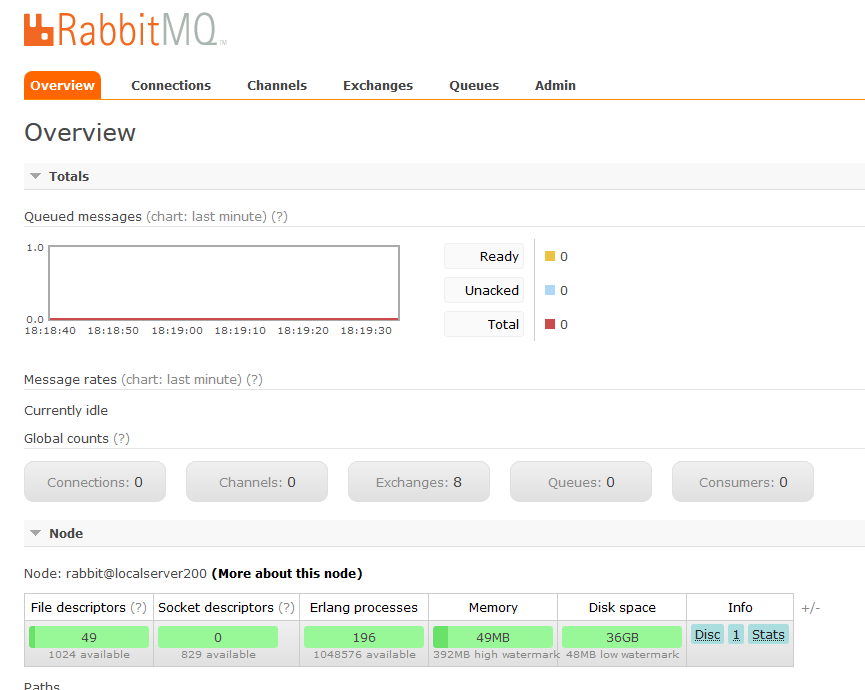 RabbitMQ™
Overview Connections Channels Exchanges Queues Admin
Overview
Totals
Queued messages (chart: last minute) (?)
1.0
0.0
18:18:40 18:18:50 18:19:00 18:19:10 18:19:20 18:19:30
Ready 0
Unacked 0
Total 0
Message rates (chart: last minute) (?)
Currently idle
Global counts (?)
Connections: 0 Channels: 0 Exchanges: 8 Queues: 0 Consumers: 0
Node
Node: rabbit@localserver200 (More about this node)
File descriptors (?) Socket descriptors (?) Erlang processes Memory Disk space Info +/-
49 0 196 49MB 36GB Disc 1 Stats
1024 available 829 available 1048576 available 392MB high watermark 48MB low watermark
Paths